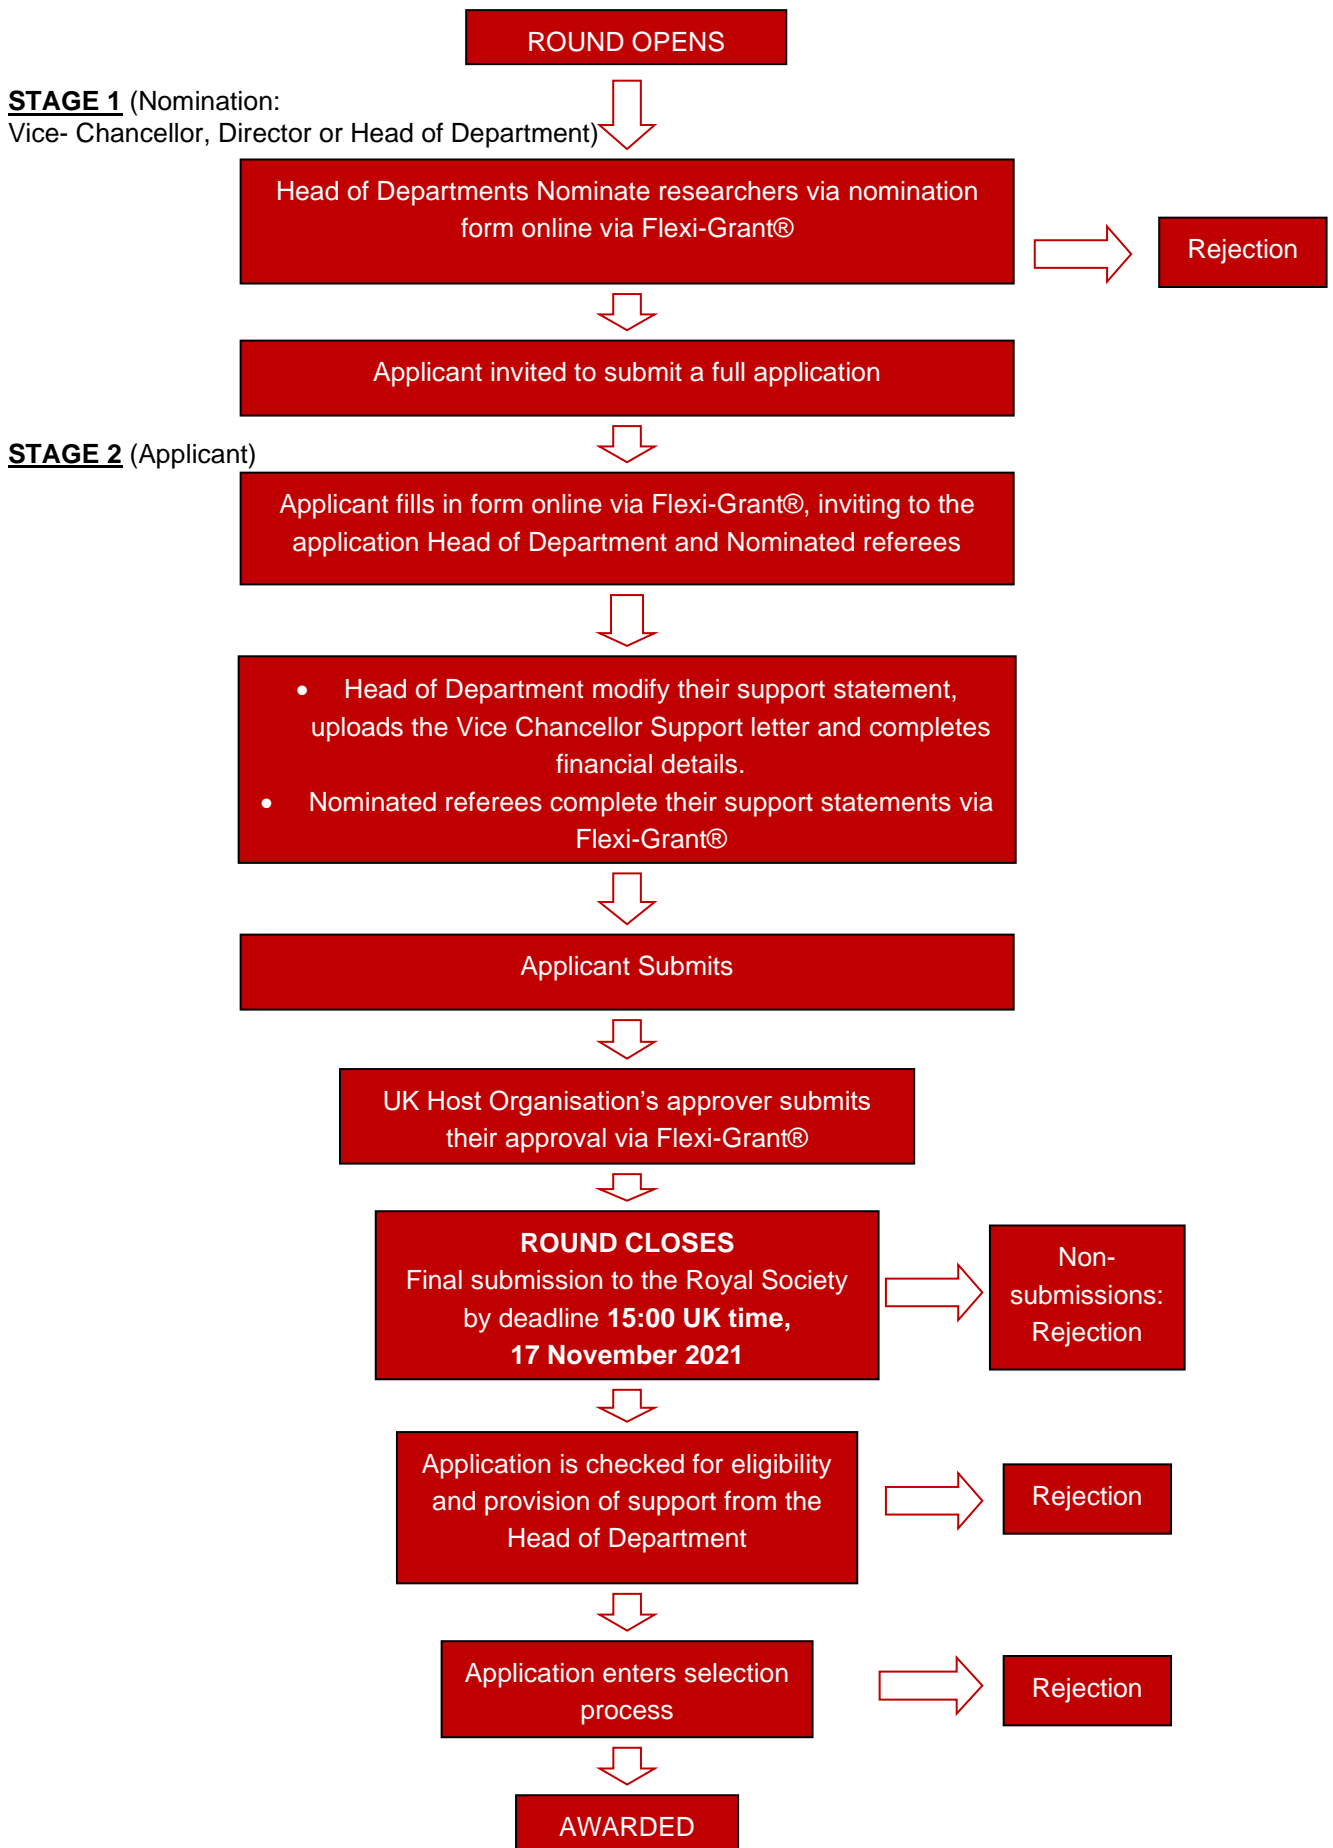 ROUND OPENS
STAGE 1 (Nomination:
Vice- Chancellor, Director or Head of Department)
Head of Departments Nominate researchers via nomination
form online via Flexi-Grant®
Rejection
Applicant invited to submit a full application
STAGE 2 (Applicant)
Applicant fills in form online via Flexi-Grant®, inviting to the
application Head of Department and Nominated referees
• Head of Department modify their support statement,
uploads the Vice Chancellor Support letter and completes
financial details.
• Nominated referees complete their support statements via
Flexi-Grant®
Applicant Submits
UK Host Organisation’s approver submits
their approval via Flexi-Grant®
ROUND CLOSES
Final submission to the Royal Society
by deadline 15:00 UK time,
17 November 2021
Non-
submissions:
Rejection
Application is checked for eligibility
and provision of support from the
Head of Department
Rejection
Application enters selection
process
Rejection
AWARDED